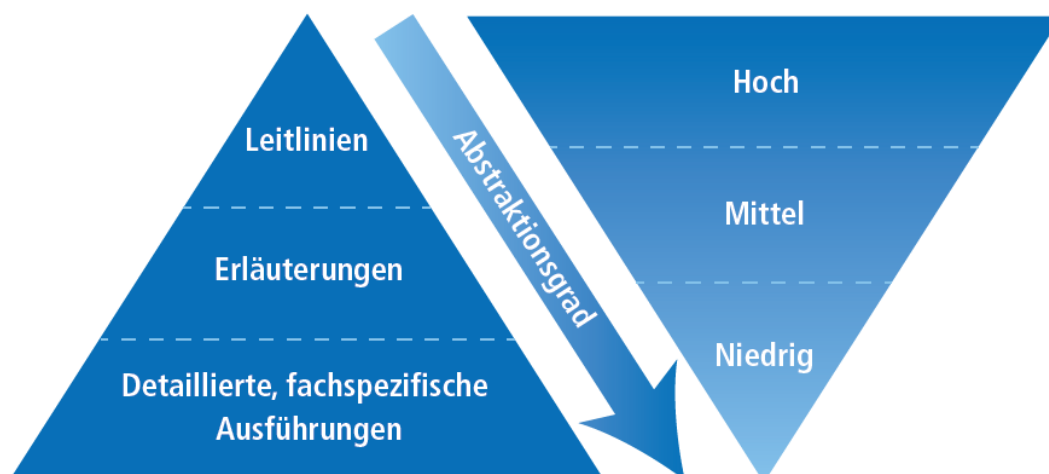 Leitlinien
Erläuterungen
Detaillierte, fachspezifische
Ausführungen
Abstraktionsgrad
Hoch
Mittel
Niedrig